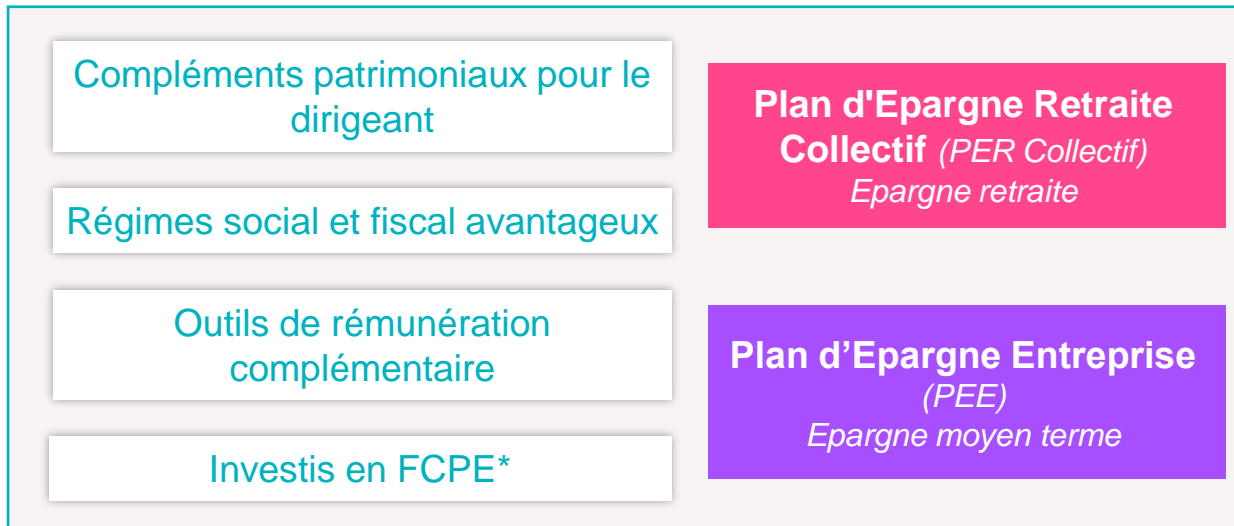 Compléments patrimoniaux pour le
dirigeant
Régimes social et fiscal avantageux
Outils de rémunération
complémentaire
Investis en FCPE*
Plan d'Epargne Retraite
Collectif (PER Collectif)
Epargne retraite
Plan d’Epargne Entreprise
(PEE)
Epargne moyen terme